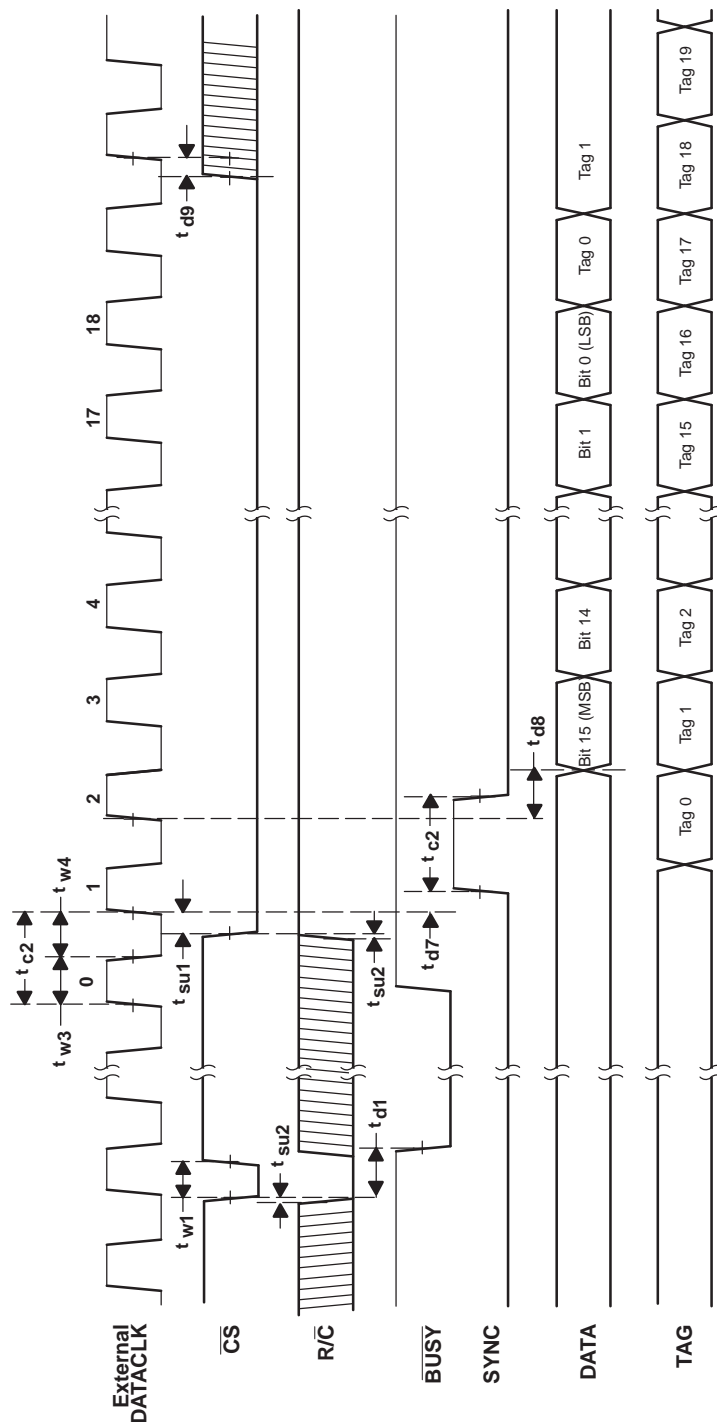 t c2
t w3
t w4
0
1
2
3
4
17
18
External
DATACLK
t w1
t su1
t d9
CS
t su2
R/C
t d1
t su2
BUSY
t d7
t c2
SYNC
t d8
DATA
Bit 15 (MSB)
Bit 14
Bit 1
Bit 0 (LSB)
Tag 0
Tag 1
TAG
Tag 0
Tag 1
Tag 2
Tag 15
Tag 16
Tag 17
Tag 18
Tag 19